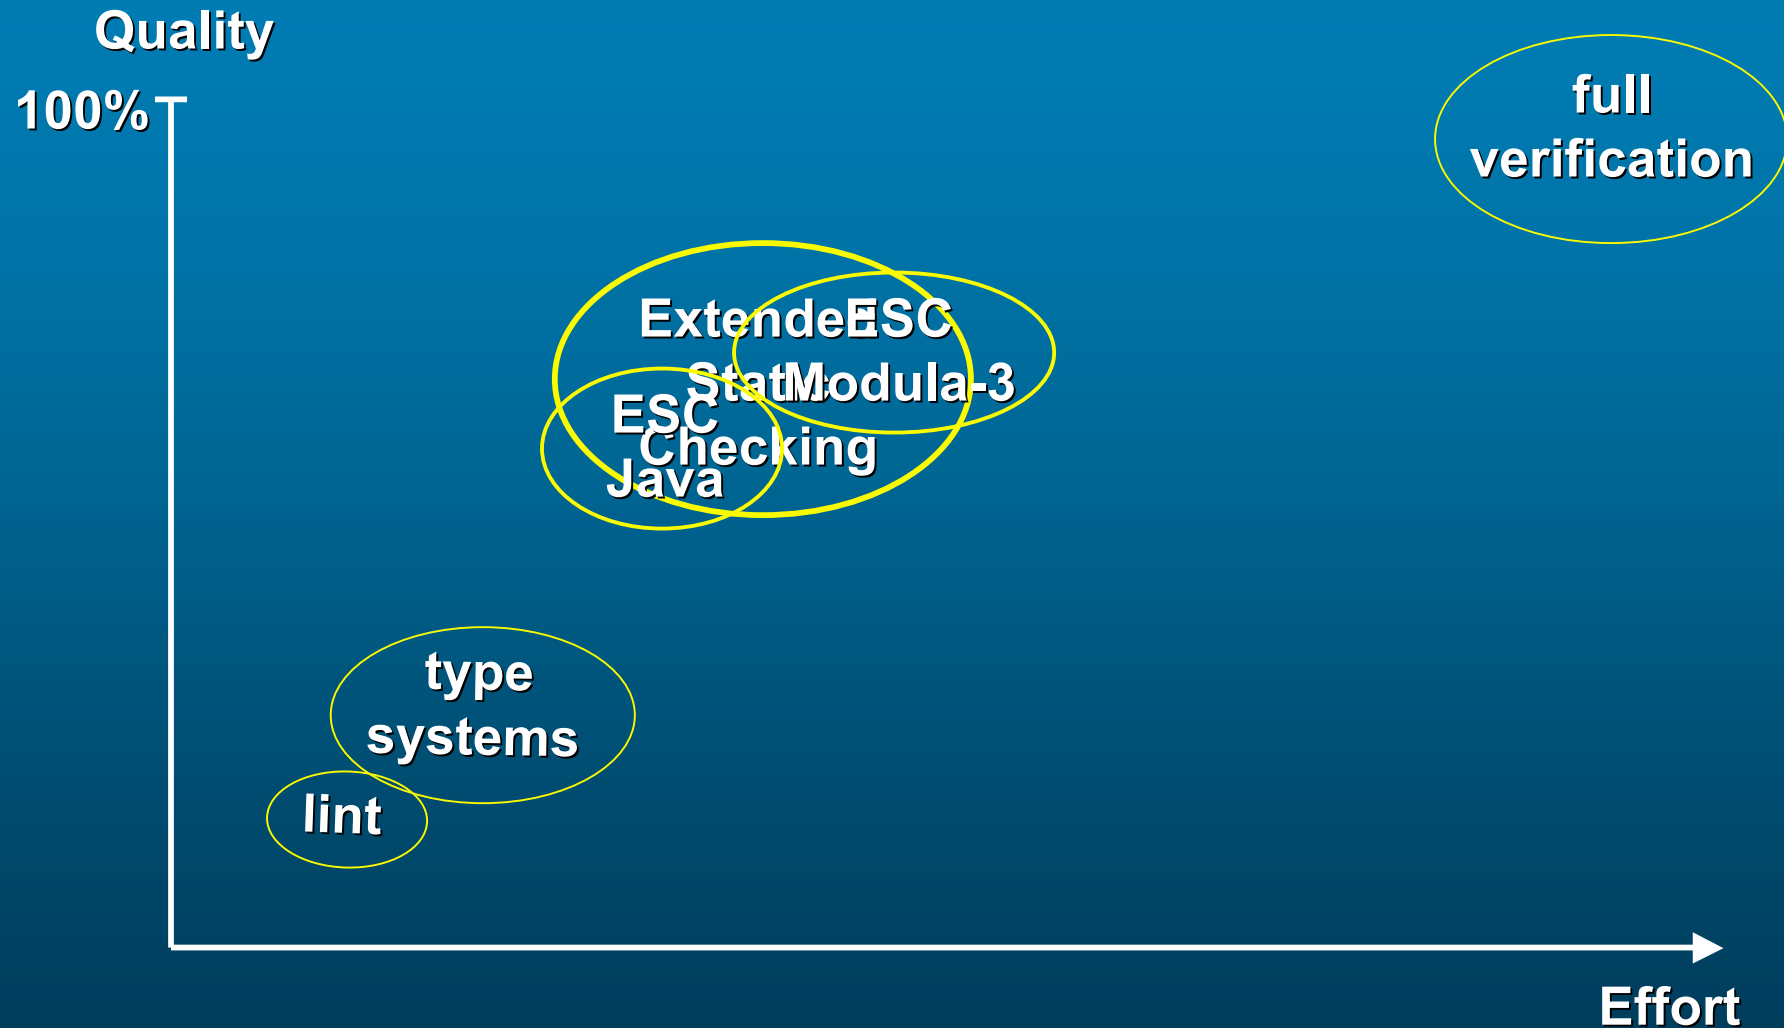 Quality
100%
full
verification
Extended
Static
Checking
ESC
Modula-3
ESC
Java
type
systems
lint
Effort